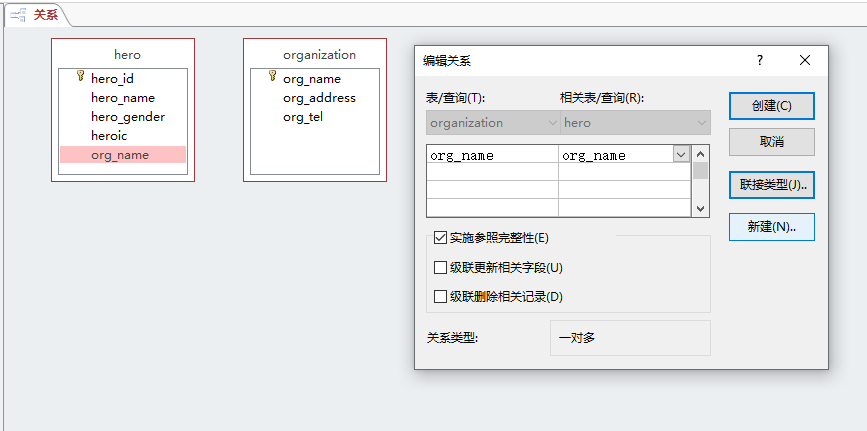 关系
hero
hero_id
hero_name
hero_gender
heroic
org_name
organization
org_name
org_address
org_tel
编辑关系
?
表/查询(T):
相关表/查询(R):
organization
hero
org_name
org_name
创建(C)
取消
联接类型(J)..
新建(N)..
实施参照完整性(E)
级联更新相关字段(U)
级联删除相关记录(D)
关系类型:
一对多